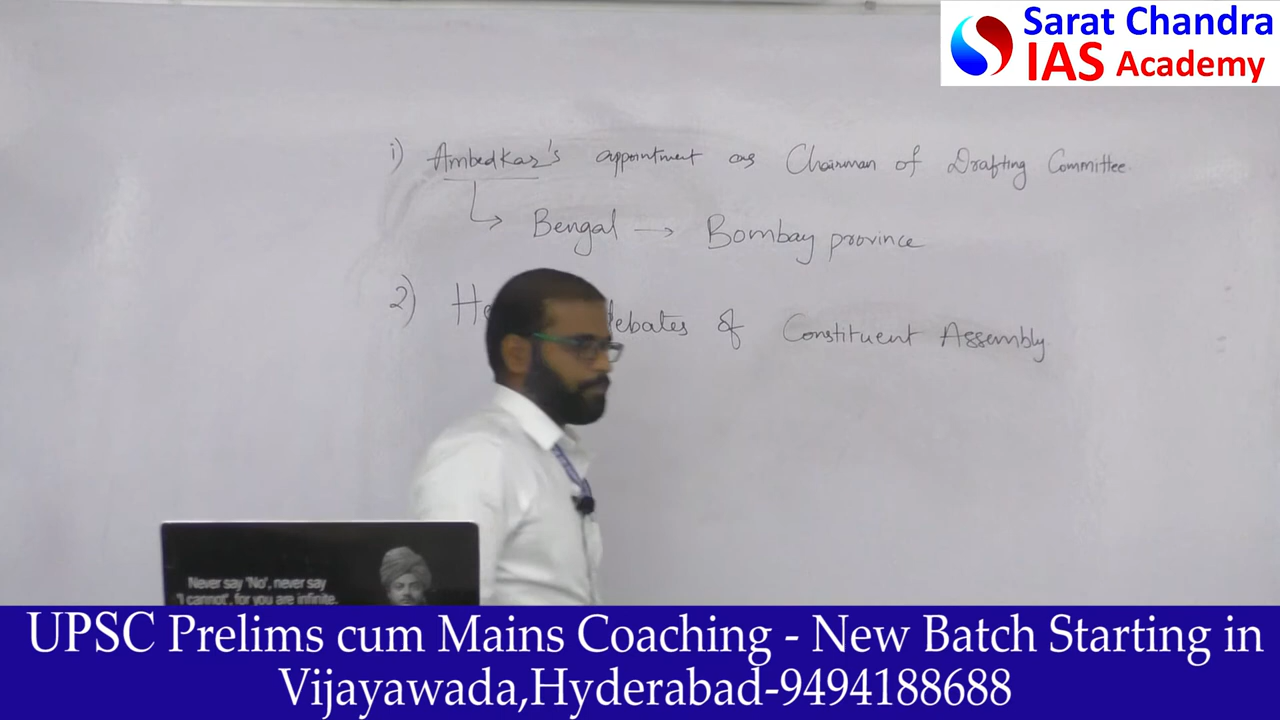 Sarat Chandra
IAS Academy
i) Ambedkar's appointment as Chairman of Drafting Committee.
Bengal → Bombay province
2) debates of Constituent Assembly
Never say 'No', never say
'I cannot', for you are infinite.
UPSC Prelims cum Mains Coaching - New Batch Starting in
Vijayawada,Hyderabad-9494188688